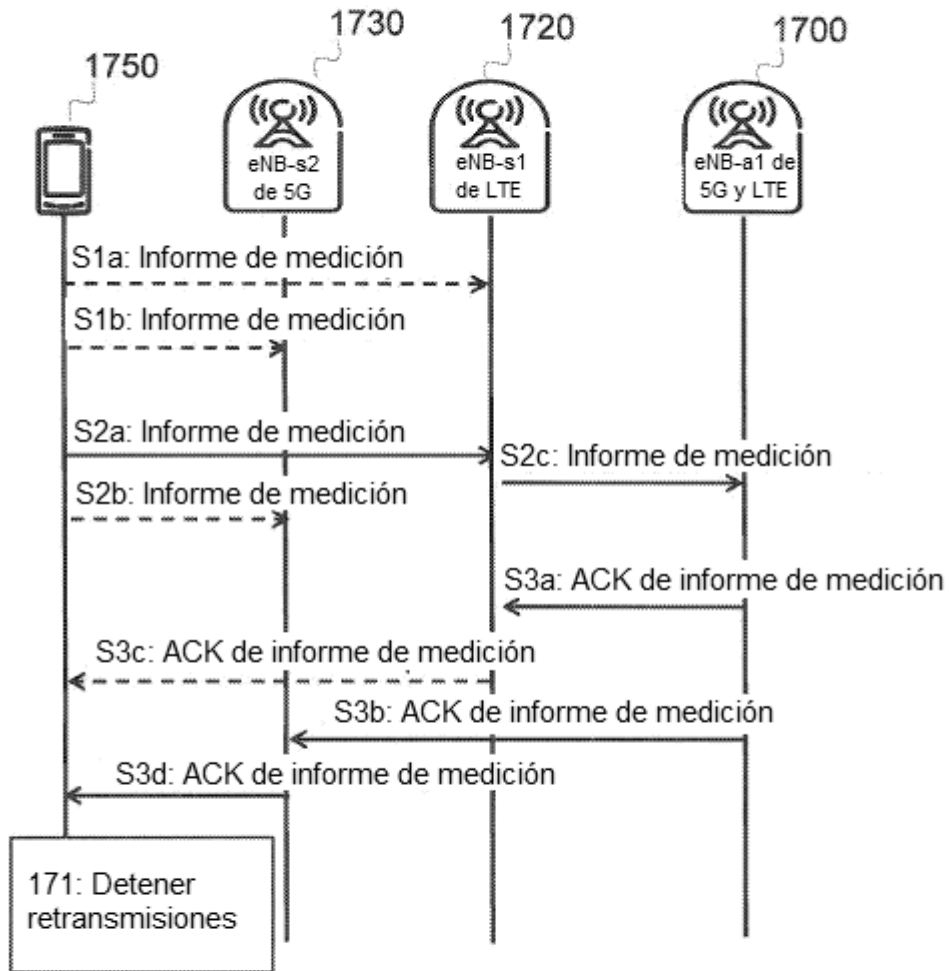 1750
1730
1720
1700
eNB-s2
de 5G
eNB-s1
de LTE
eNB-a1 de
5G y LTE
S1a: Informe de medición
S1b: Informe de medición
S2a: Informe de medición
S2c: Informe de medición
S2b: Informe de medición
S3a: ACK de informe de medición
S3c: ACK de informe de medición
S3b: ACK de informe de medición
S3d: ACK de informe de medición
171: Detener
retransmisiones